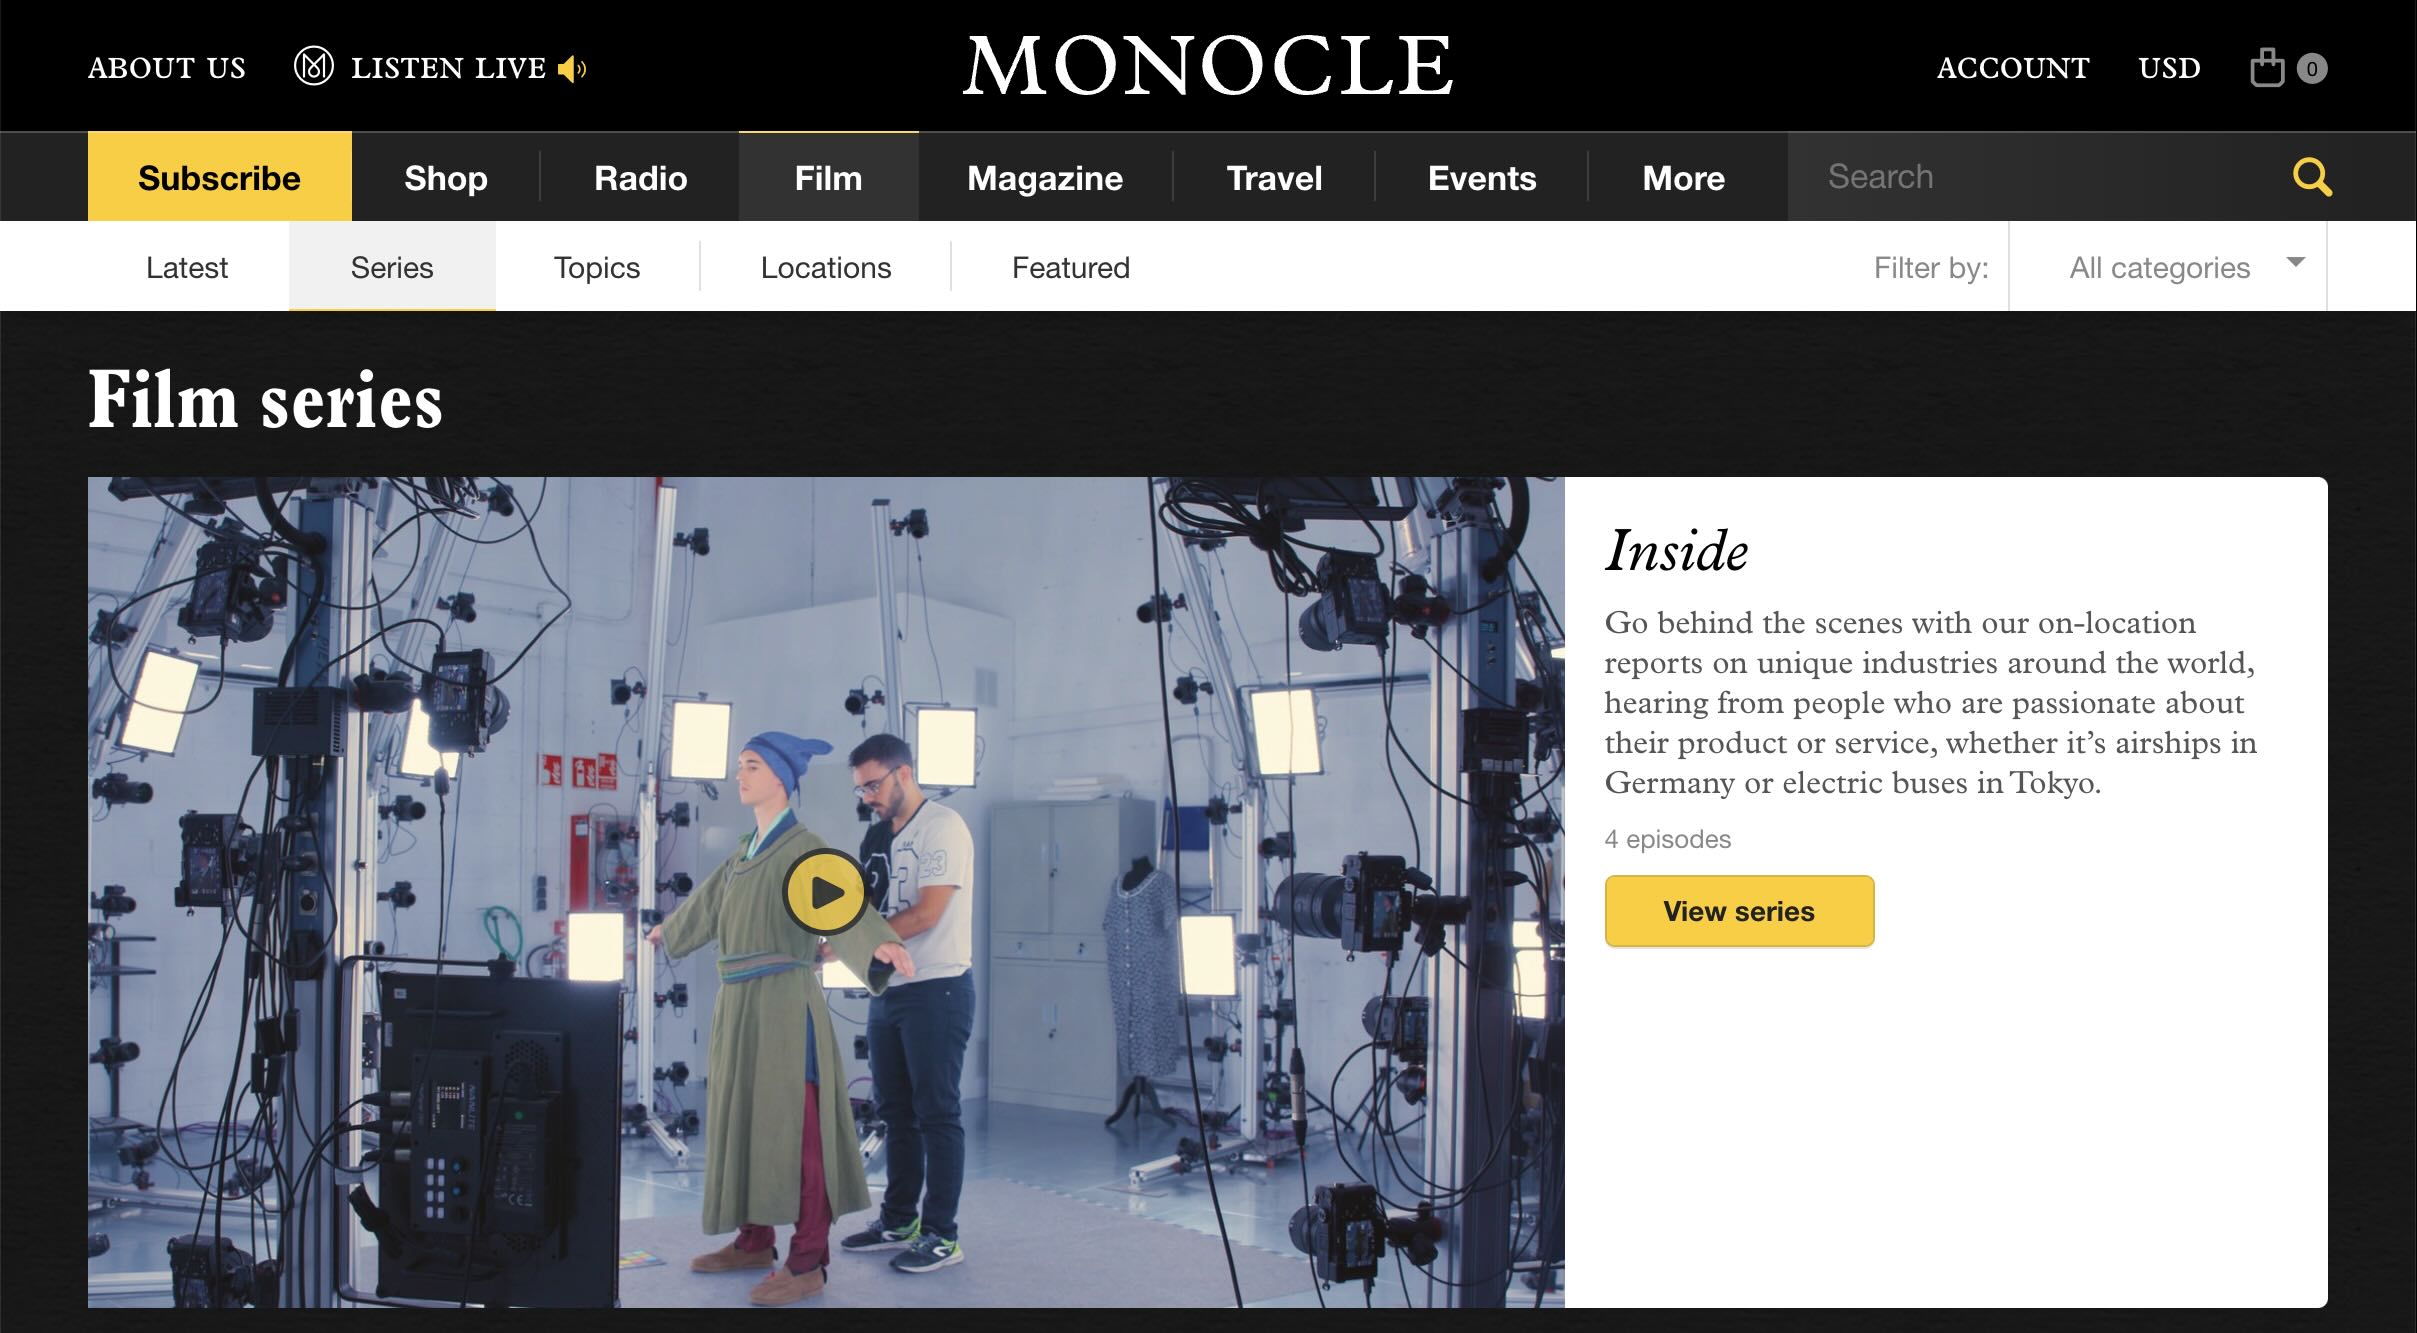 ABOUT US
LISTEN LIVE
MONOCLE
ACCOUNT
USD
0
Subscribe
Shop
Radio
Film
Magazine
Travel
Events
More
Search
Latest
Series
Topics
Locations
Featured
Filter by:
All categories
Film series
23
Inside
Go behind the scenes with our on-location
reports on unique industries around the world,
hearing from people who are passionate about
their product or service, whether it’s airships in
Germany or electric buses in Tokyo.
4 episodes
View series